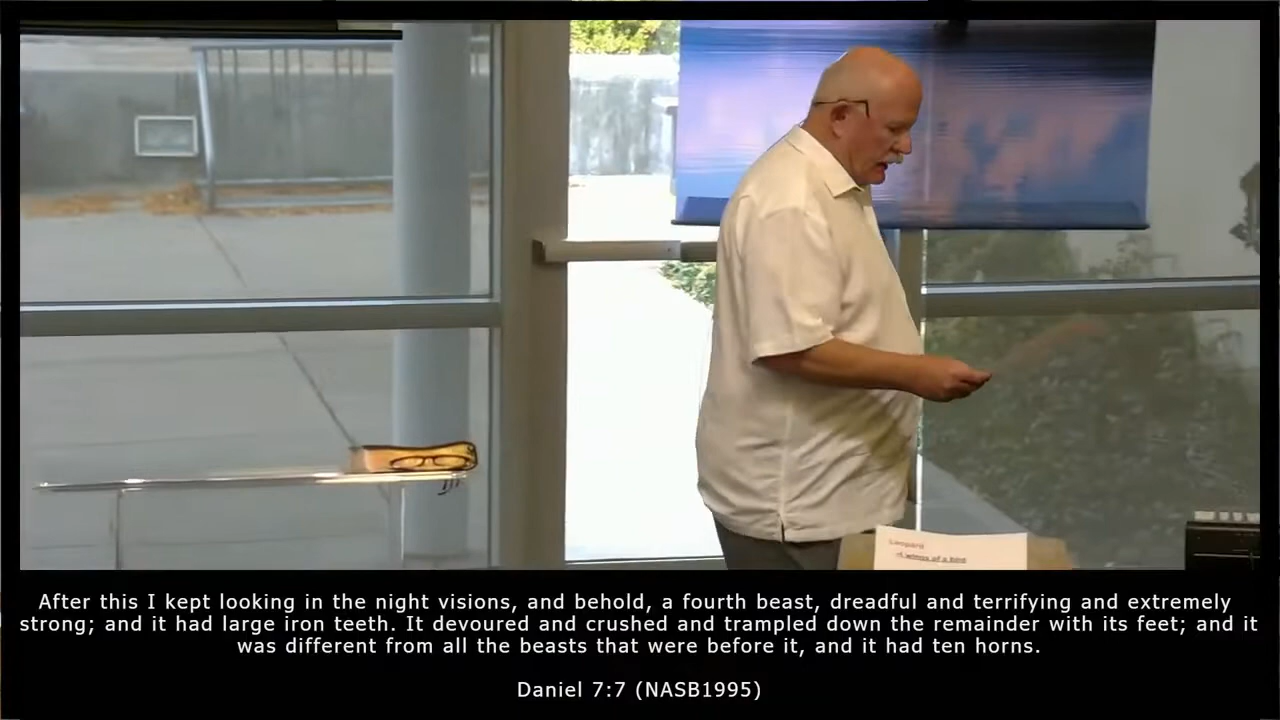 Leopard
4 wings of a bird
After this I kept looking in the night visions, and behold, a fourth beast, dreadful and terrifying and extremely
strong; and it had large iron teeth. It devoured and crushed and trampled down the remainder with its feet; and it
was different from all the beasts that were before it, and it had ten horns.
Daniel 7:7 (NASB1995)